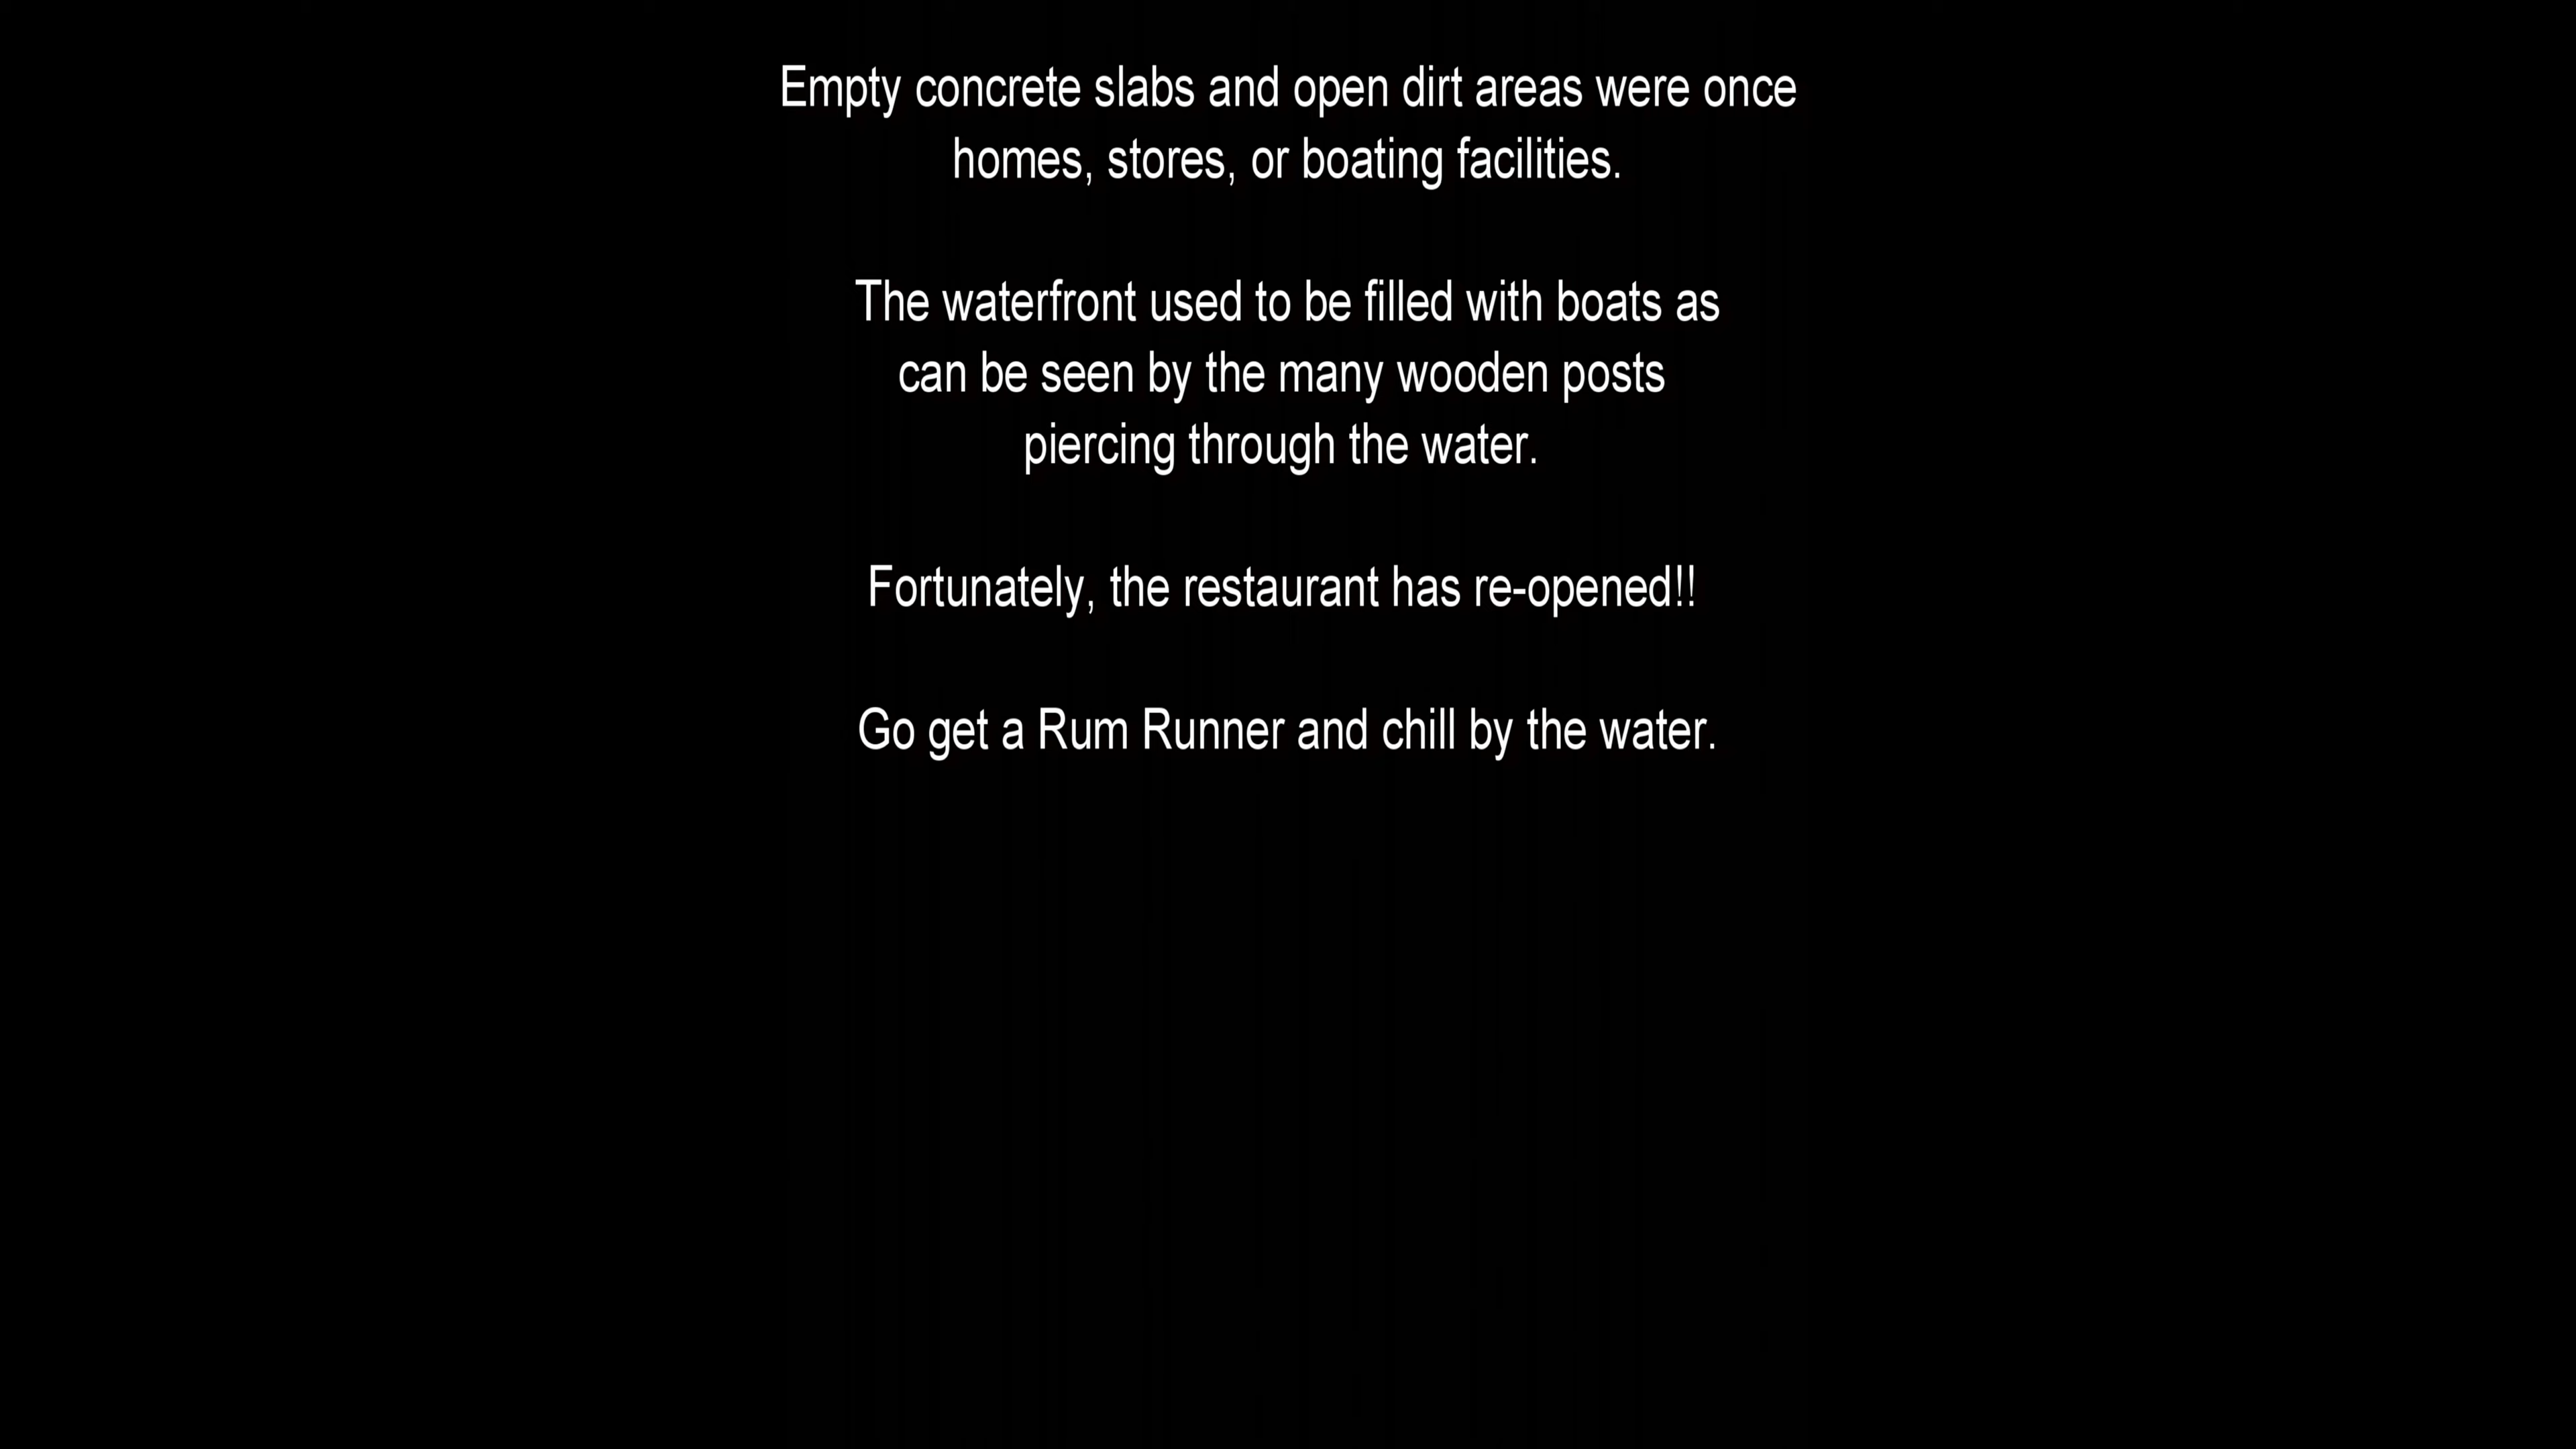 Empty concrete slabs and open dirt areas were once
homes, stores, or boating facilities.
The waterfront used to be filled with boats as
can be seen by the many wooden posts
piercing through the water.
Fortunately, the restaurant has re-opened!!
Go get a Rum Runner and chill by the water.